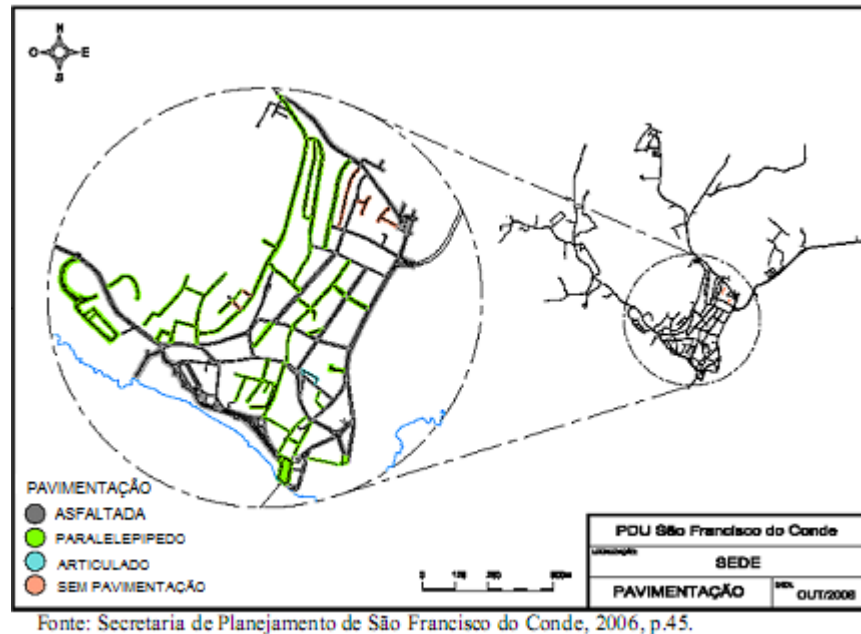 N
O E
S
PAVIMENTAÇÃO
ASFALTADA
PARALELEPIPEDO
ARTICULADO
SEM PAVIMENTAÇÃO
PDU São Francisco do Conde
SEDE
PAVIMENTAÇÃO
OUT/2006
Fonte: Secretaria de Planejamento de São Francisco do Conde, 2006, p.45.